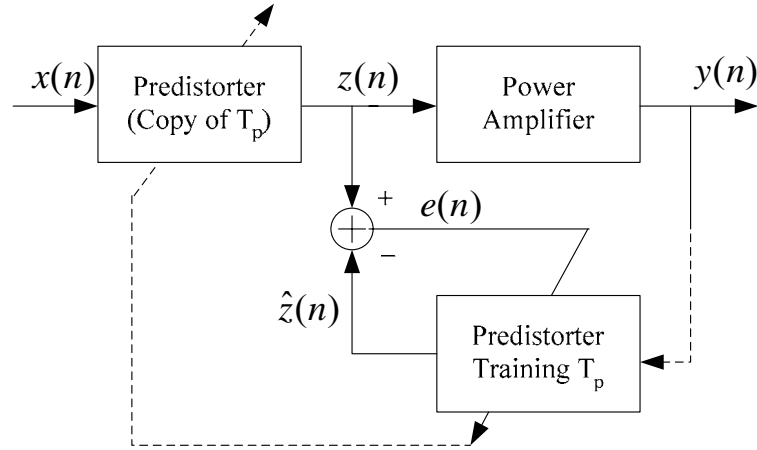 x(n)
Predistorter
(Copy of Tp)
z(n)
Power
Amplifier
y(n)
+
e(n)
−
ẑ(n)
Predistorter
Training Tp